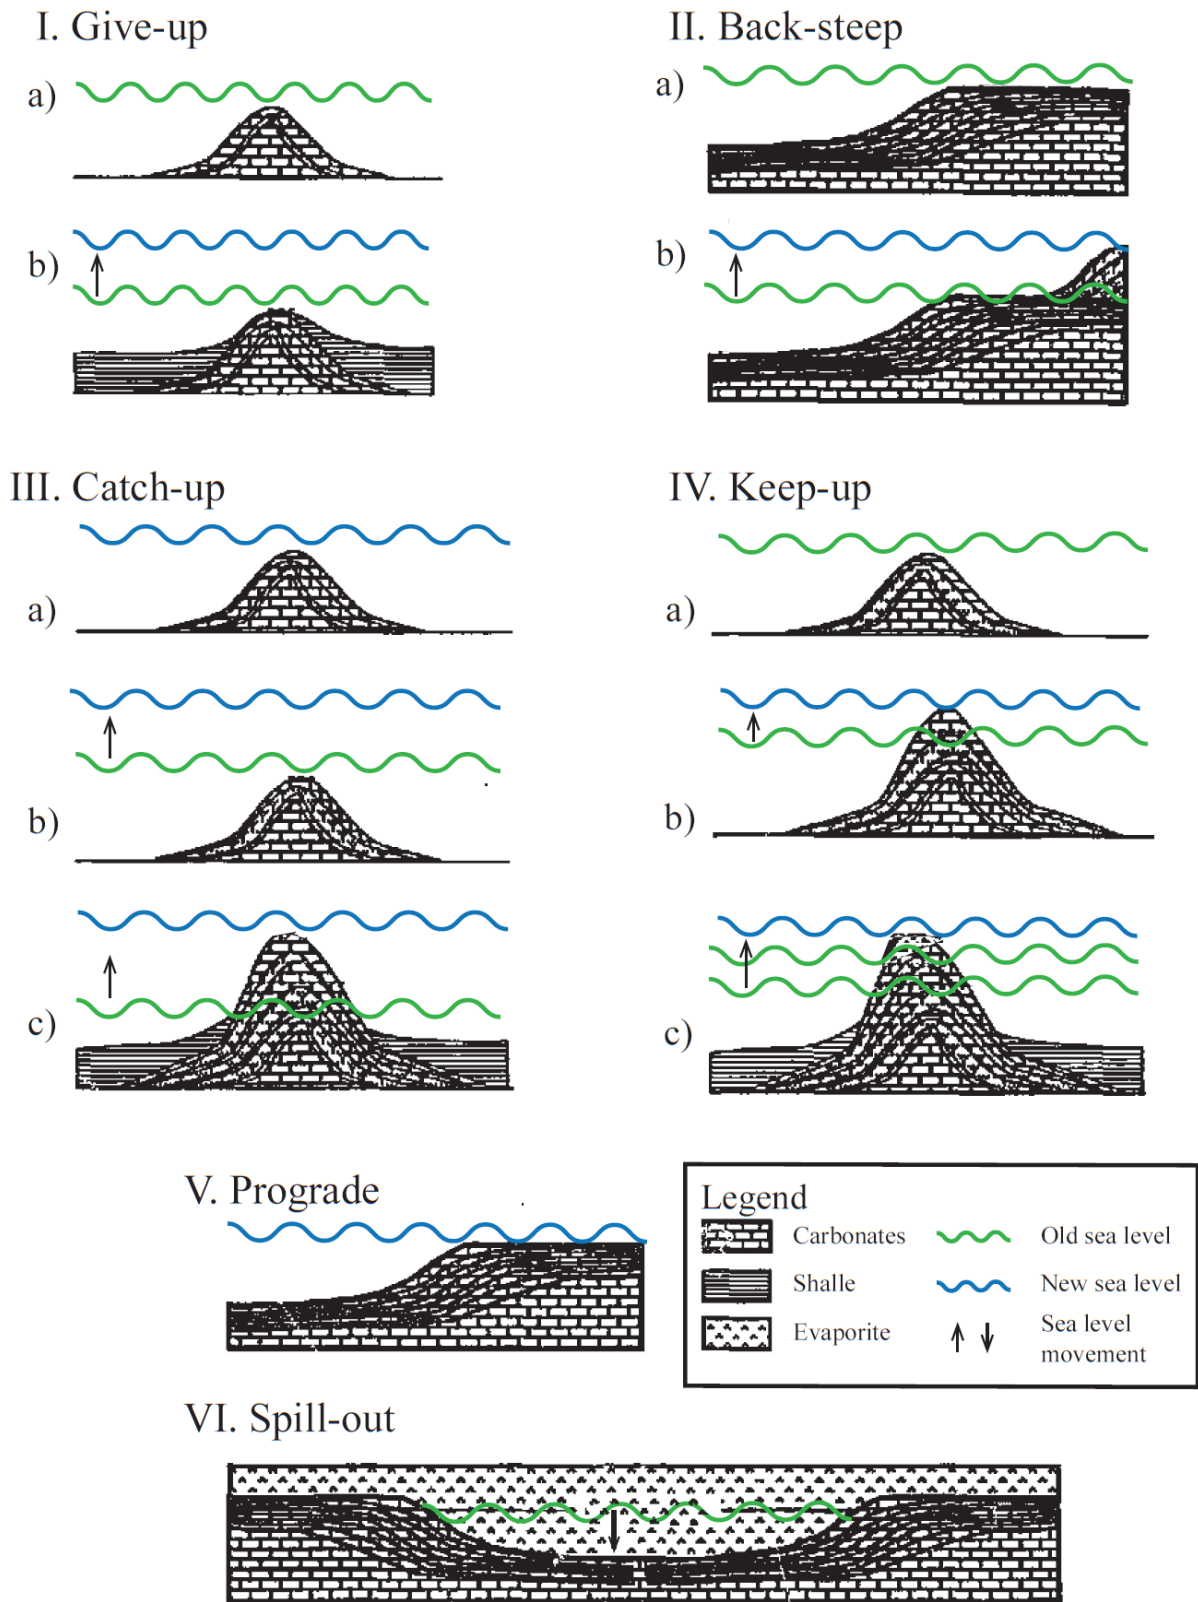 I. Give-up
a)
b)
II. Back-steep
a)
b)
III. Catch-up
a)
b)
c)
IV. Keep-up
a)
b)
c)
V. Prograde
Legend
Carbonates
Old sea level
Shalle
New sea level
Evaporite
Sea level
movement
VI. Spill-out